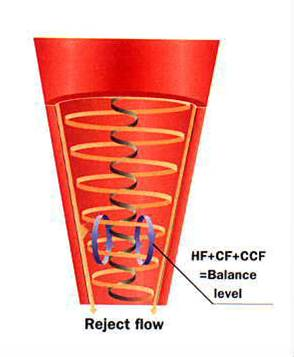 HF+CF+CCF
=Balance
level
Reject flow